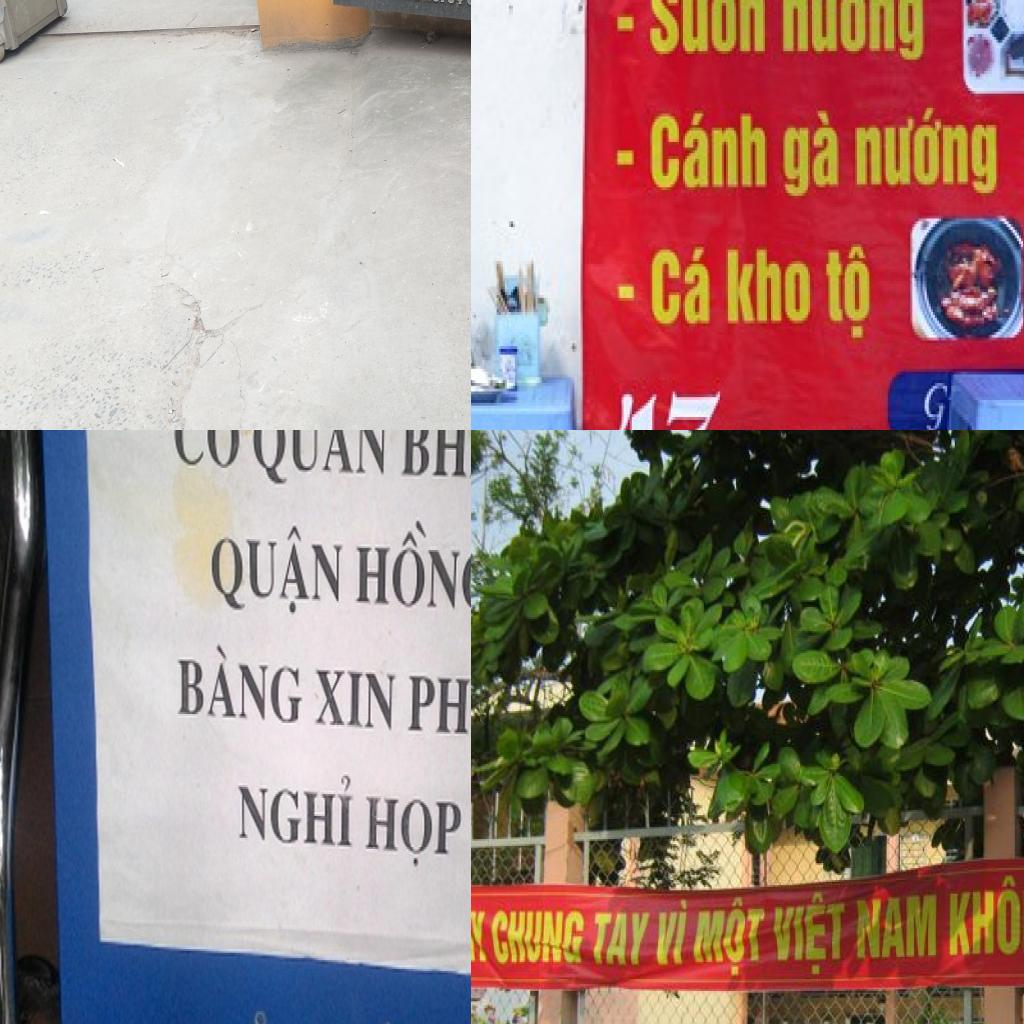 - Sườn nướng
- Cánh gà nướng
- Cá kho tộ
G
CƠ QUAN BH
QUẬN HỒNG
BÀNG XIN PH
NGHỈ HỌP
CHUNG TAY VÌ MỘT VIỆT NAM KHÔ